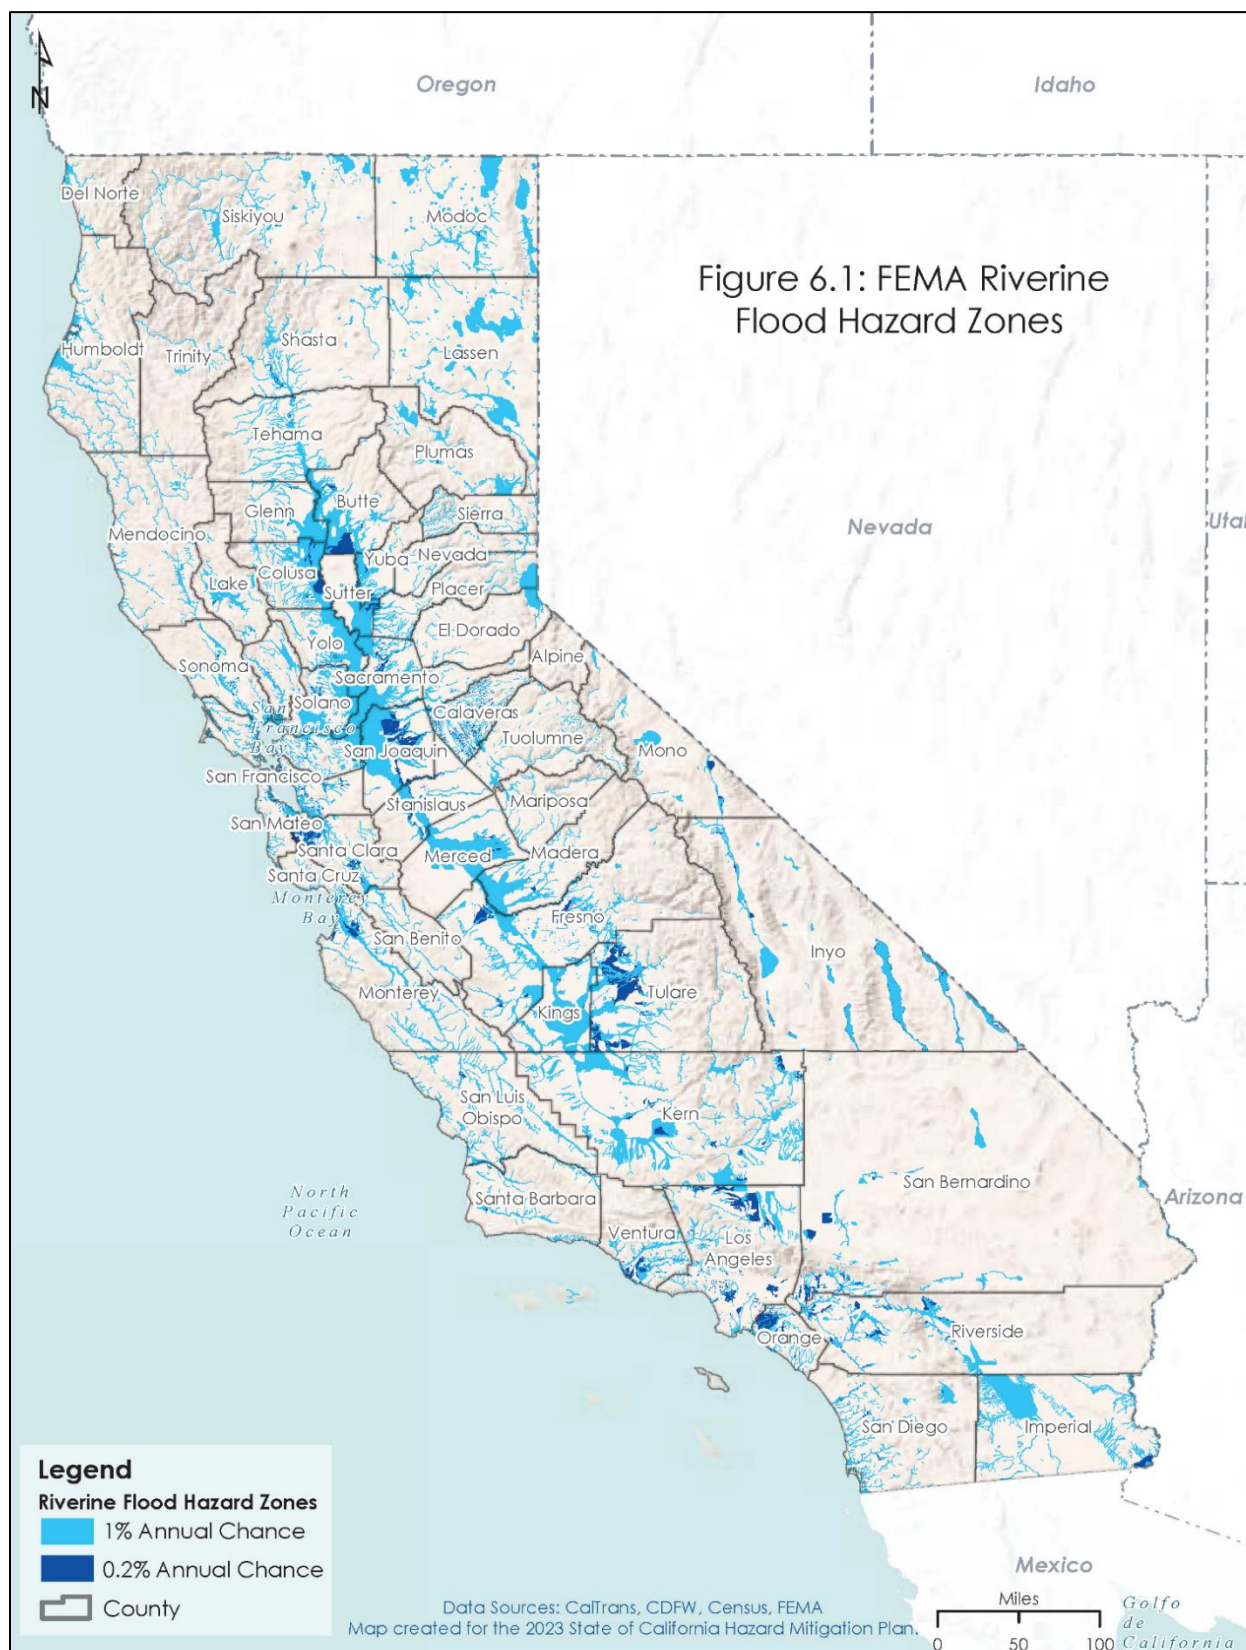 N
Oregon
Idaho
Del Norte
Siskiyou
Modoc
Figure 6.1: FEMA Riverine
Flood Hazard Zones
Humboldt
Trinity
Shasta
Lassen
Tehama
Plumas
Glenn
Butte
Sierra
Mendocino
Nevada
Utah
Lake
Colusa
Yuba
Nevada
Sutter
Placer
El Dorado
Yolo
Alpine
Sonoma
Sacramento
Solano
Calaveras
San
Francisco
Bay
Tuolumne
San Joaquin
Mono
San Francisco
Stanislaus
Mariposa
San Mateo
Santa Clara
Merced
Madera
Santa Cruz
Monterey
Bay
Fresno
San Benito
Inyo
Monterey
Kings
Tulare
San Luis
Obispo
Kern
San Bernardino
Arizona
North
Pacific
Ocean
Santa Barbara
Ventura
Los
Angeles
Orange
Riverside
San Diego
Imperial
Legend
Riverine Flood Hazard Zones
1% Annual Chance
0.2% Annual Chance
County
Data Sources: CalTrans, CDFW, Census, FEMA
Map created for the 2023 State of California Hazard Mitigation Plan.
Mexico
Miles
0 50 100
Golfo
de
California